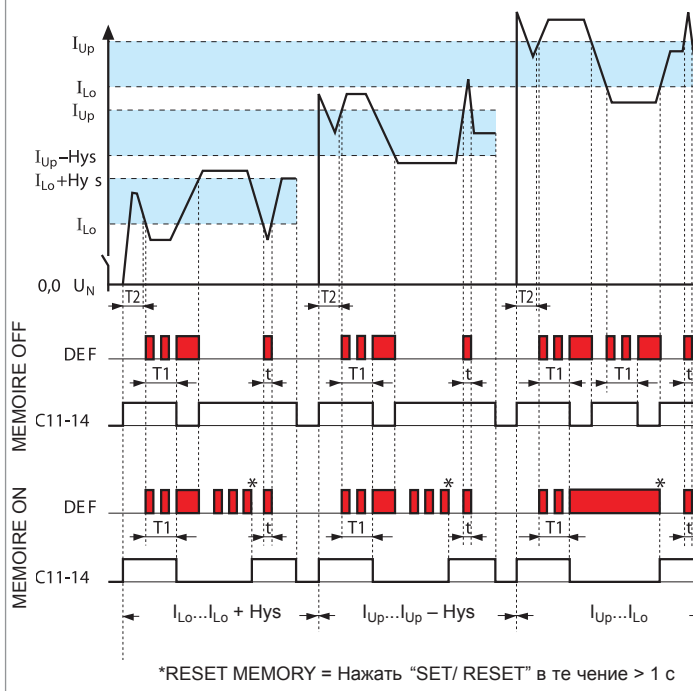 I_Up
I_Lo
I_Up
I_Up–Hys
I_Lo+Hy s
I_Lo
0,0 U_N
T2 T2 T2
MEMOIRE OFF
DEF
T1 t T1 t T1 T1 t
C11-14
MEMOIRE ON
* * *
DEF
T1 t T1 t T1 t
C11-14
I_Lo...I_Lo + Hys I_Up...I_Up – Hys I_Up...I_Lo
*RESET MEMORY = Нажать “SET/ RESET” в те чение > 1 с